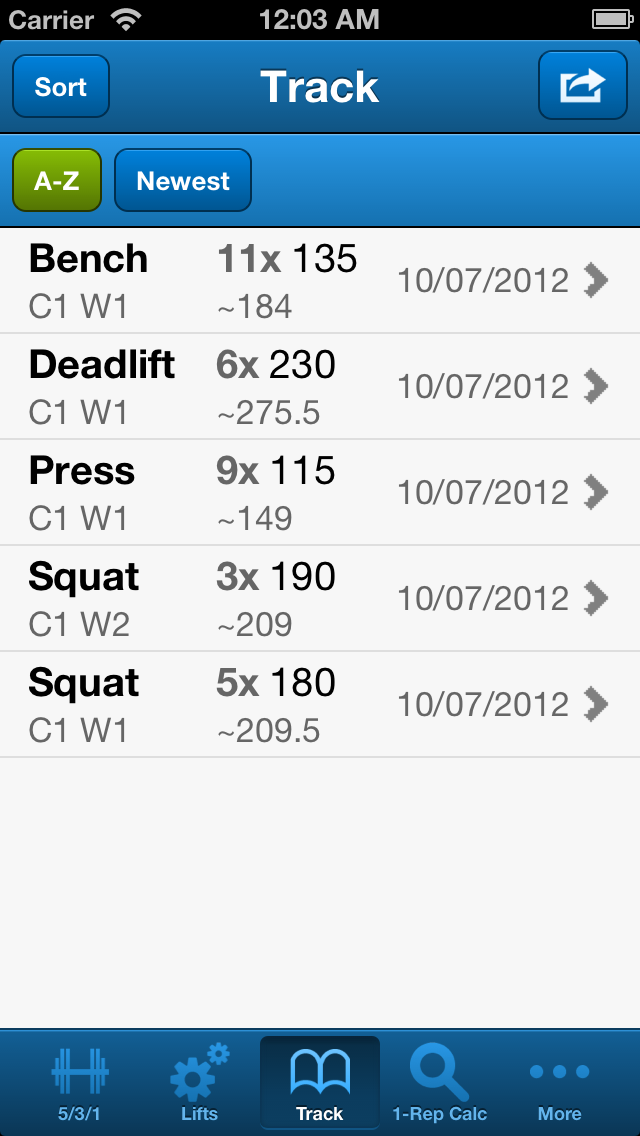 Carrier 12:03 AM
Sort Track
A-Z Newest
Bench 11x 135 10/07/2012
C1 W1 ~184
Deadlift 6x 230 10/07/2012
C1 W1 ~275.5
Press 9x 115 10/07/2012
C1 W1 ~149
Squat 3x 190 10/07/2012
C1 W2 ~209
Squat 5x 180 10/07/2012
C1 W1 ~209.5
5/3/1 Lifts Track 1-Rep Calc More